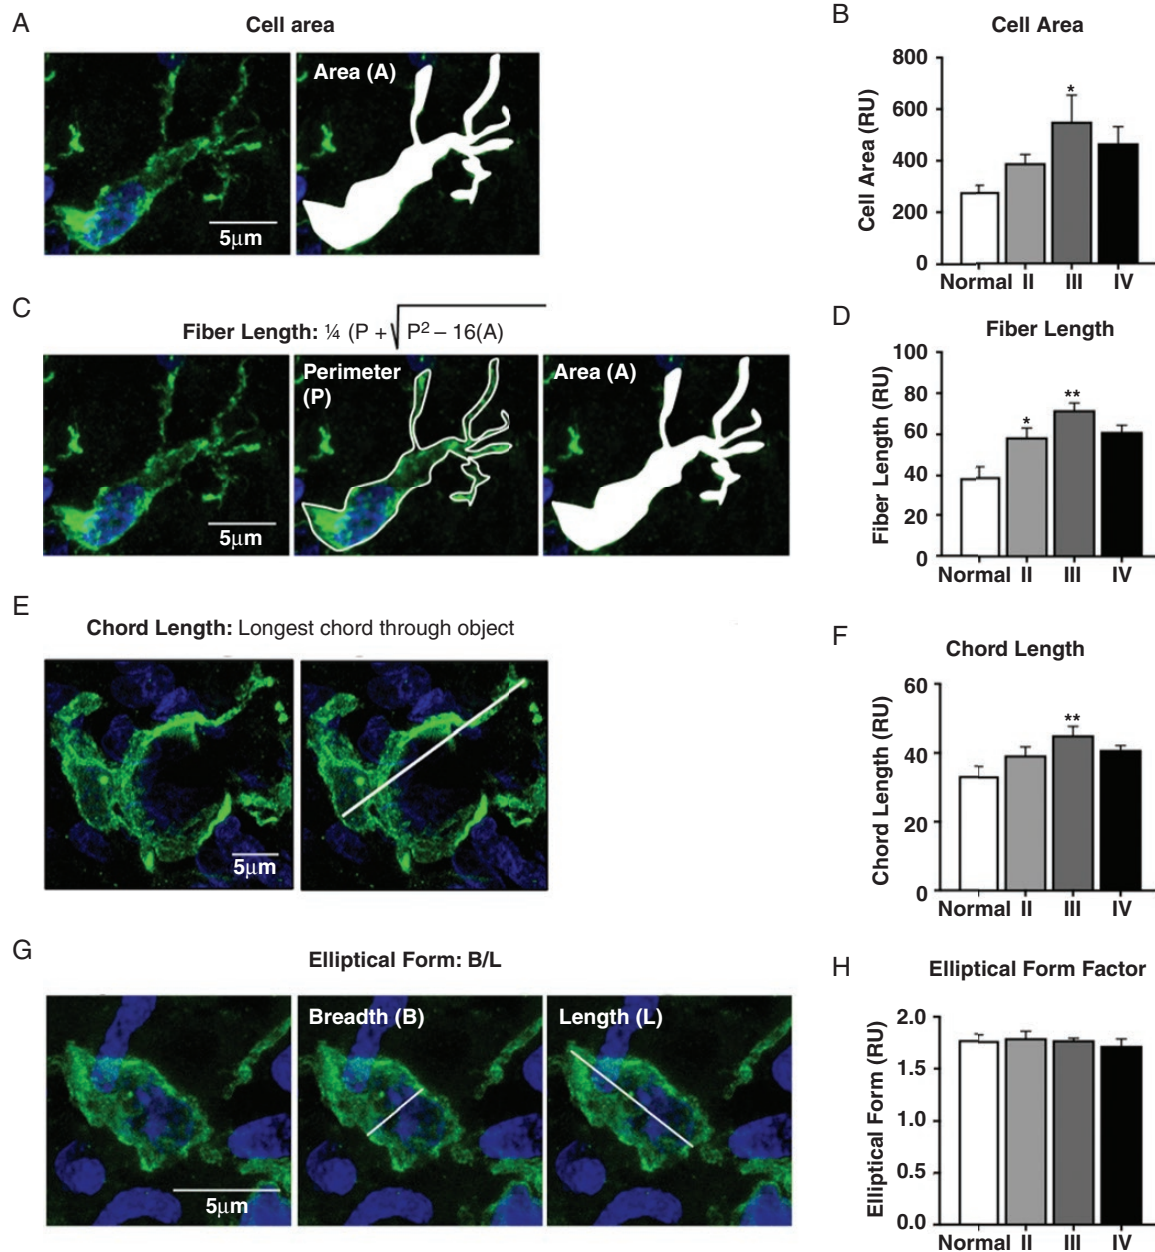 A
Cell area
Area (A)
5μm
B
Cell Area
Cell Area (RU)
800
600
400
200
0
*
Normal II III IV
C
Fiber Length: ¼ (P + √P² – 16(A)
Perimeter
(P)
Area (A)
5μm
D
Fiber Length
Fiber Length (RU)
100
80
60
40
20
0
*
**
Normal II III IV
E
Chord Length: Longest chord through object
5μm
F
Chord Length
Chord Length (RU)
60
40
20
0
**
Normal II III IV
G
Elliptical Form: B/L
Breadth (B)
Length (L)
5μm
H
Elliptical Form Factor
Elliptical Form (RU)
2.0
1.5
1.0
0.5
0.0
Normal II III IV